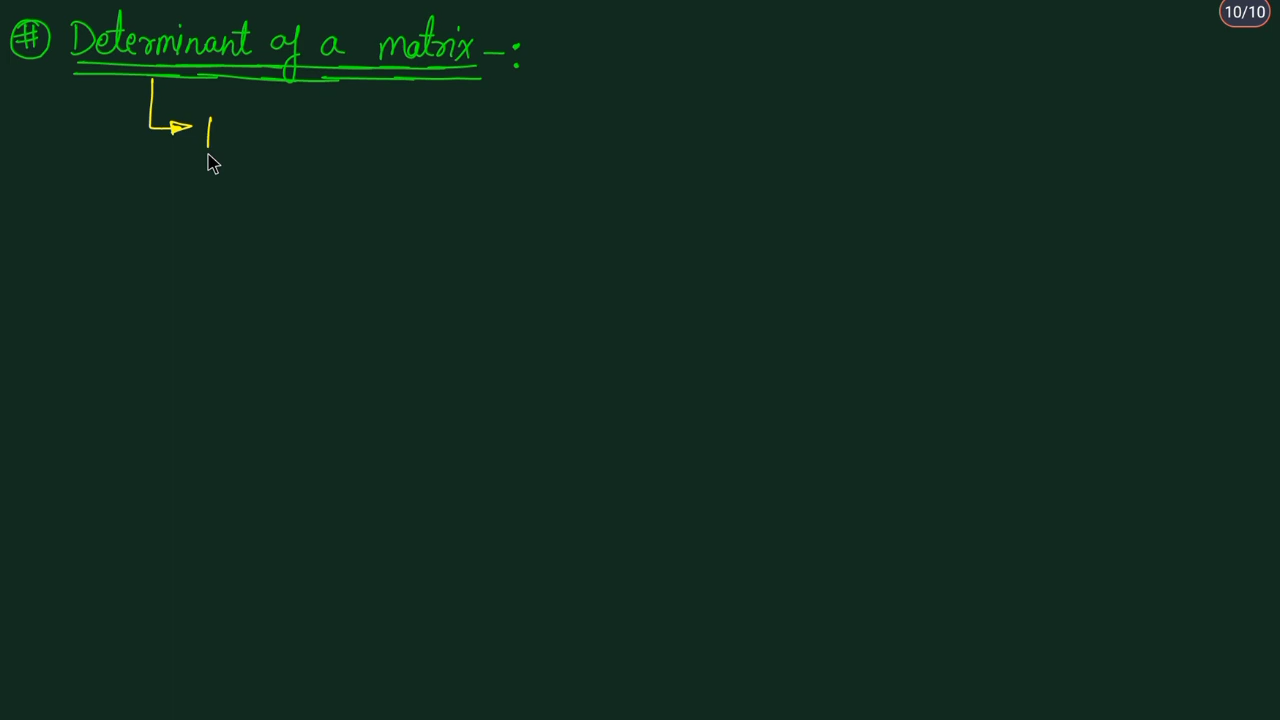 10/10
# Determinant of a matrix -: